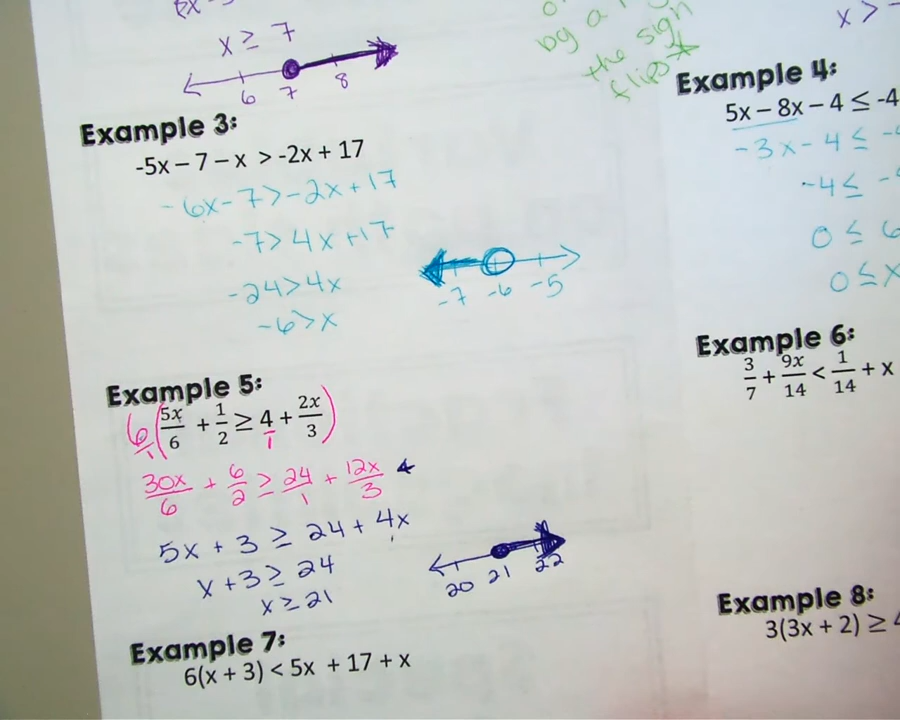 x ≥ 7
6 7 8
by a
the sign
flips
x >
Example 3:
-5x – 7 – x > -2x + 17
-6x-7>-2x+17
-7>4x+17
-24>4x
-6>x
-7 -6 -5
Example 4:
5x – 8x – 4 ≤ -4
-3x-4≤
-4≤
0 ≤ 6
0≤x
Example 5:
6/1(5x/6 + 1/2 ≥ 4/1 + 2x/3)
30x/6 + 6/2 ≥ 24/1 + 12x/3
5x + 3 ≥ 24 + 4x
x+3≥ 24
x≥21
20 21 22
Example 6:
3/7 + 9x/14 < 1/14 + x
Example 7:
6(x + 3) < 5x + 17 + x
Example 8:
3(3x + 2) ≥